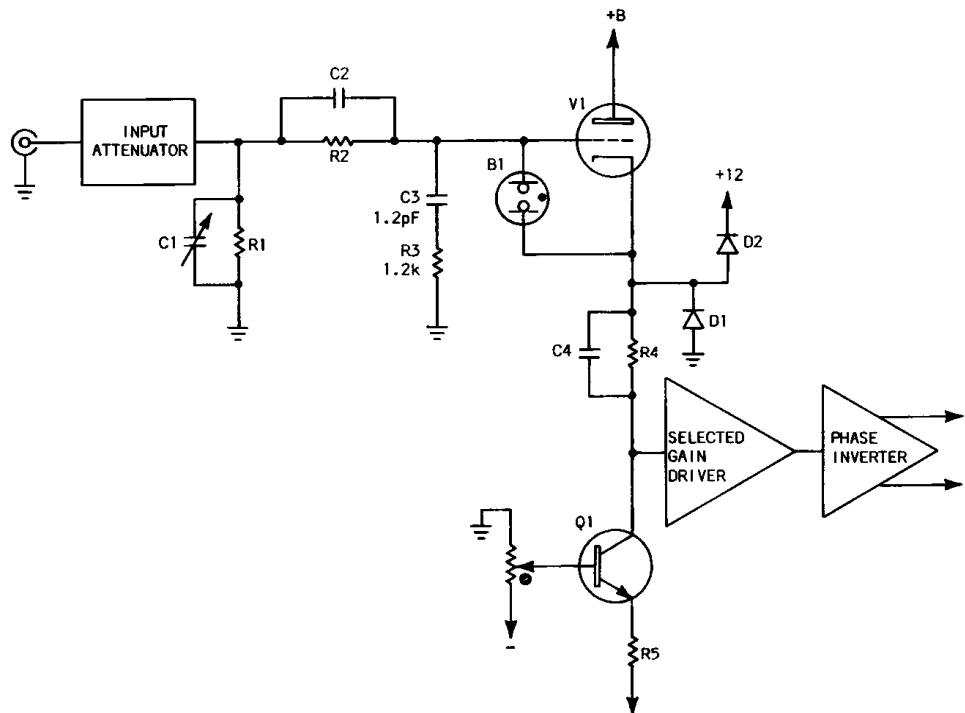 +B
C2
V1
INPUT
ATTENUATOR
R2
B1
C3
1.2pF
+12
D2
C1
R1
R3
1.2k
D1
C4
R4
SELECTED
GAIN
DRIVER
PHASE
INVERTER
Q1
-
R5